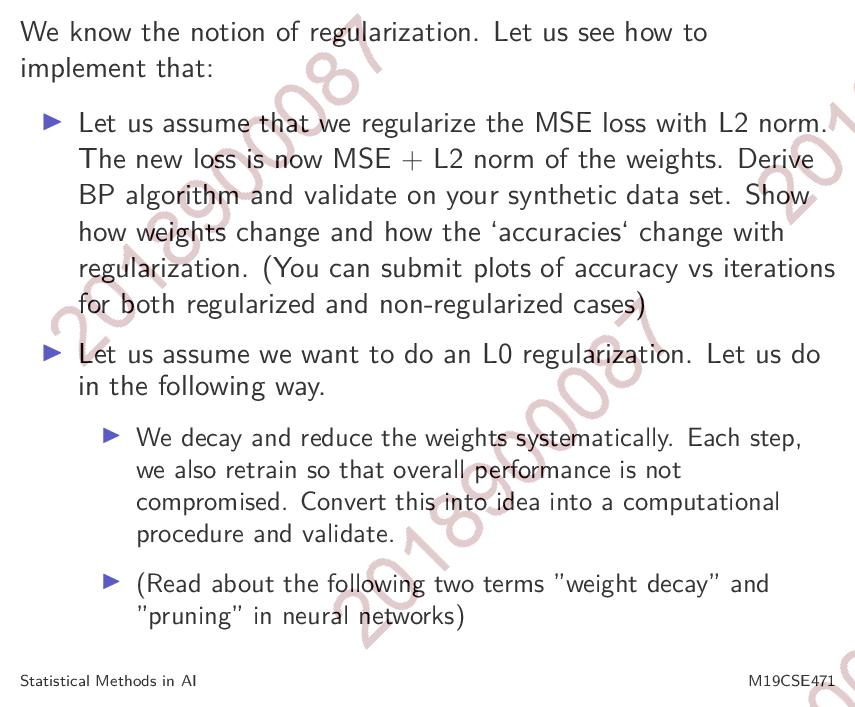 We know the notion of regularization. Let us see how to
implement that:
Let us assume that we regularize the MSE loss with L2 norm.
The new loss is now MSE + L2 norm of the weights. Derive
BP algorithm and validate on your synthetic data set. Show
how weights change and how the ‘accuracies‘ change with
regularization. (You can submit plots of accuracy vs iterations
for both regularized and non-regularized cases)
Let us assume we want to do an L0 regularization. Let us do
in the following way.
We decay and reduce the weights systematically. Each step,
we also retrain so that overall performance is not
compromised. Convert this into idea into a computational
procedure and validate.
(Read about the following two terms ”weight decay” and
”pruning” in neural networks)
Statistical Methods in AI
M19CSE471
2018900087
2018900087